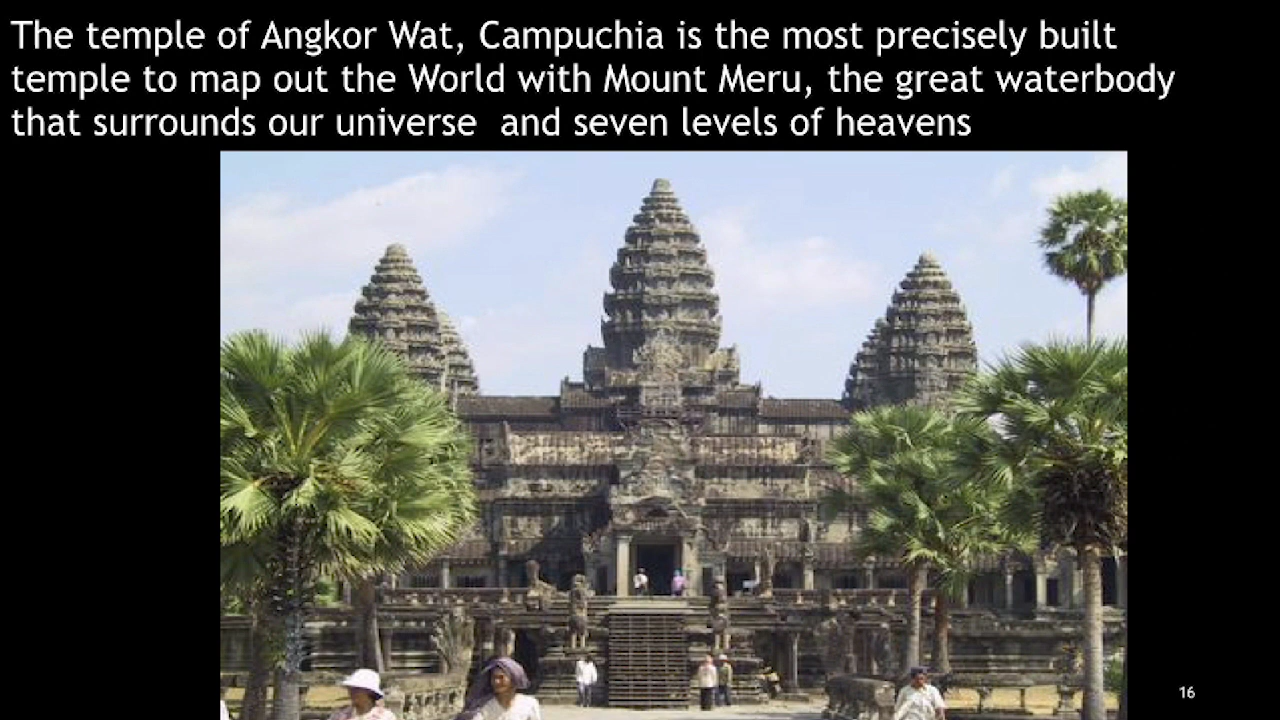 The temple of Angkor Wat, Campuchia is the most precisely built
temple to map out the World with Mount Meru, the great waterbody
that surrounds our universe  and seven levels of heavens
16